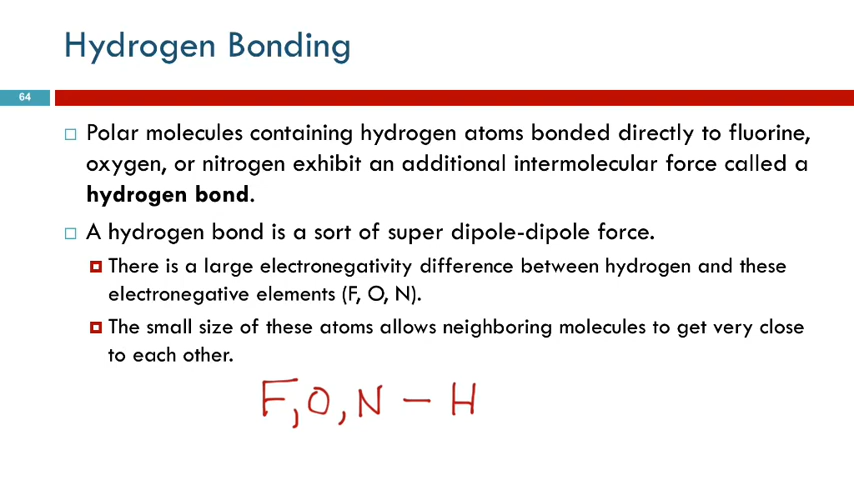 Hydrogen Bonding
64
Polar molecules containing hydrogen atoms bonded directly to fluorine,
oxygen, or nitrogen exhibit an additional intermolecular force called a
hydrogen bond.
A hydrogen bond is a sort of super dipole-dipole force.
There is a large electronegativity difference between hydrogen and these
electronegative elements (F, O, N).
The small size of these atoms allows neighboring molecules to get very close
to each other.
F, O, N – H